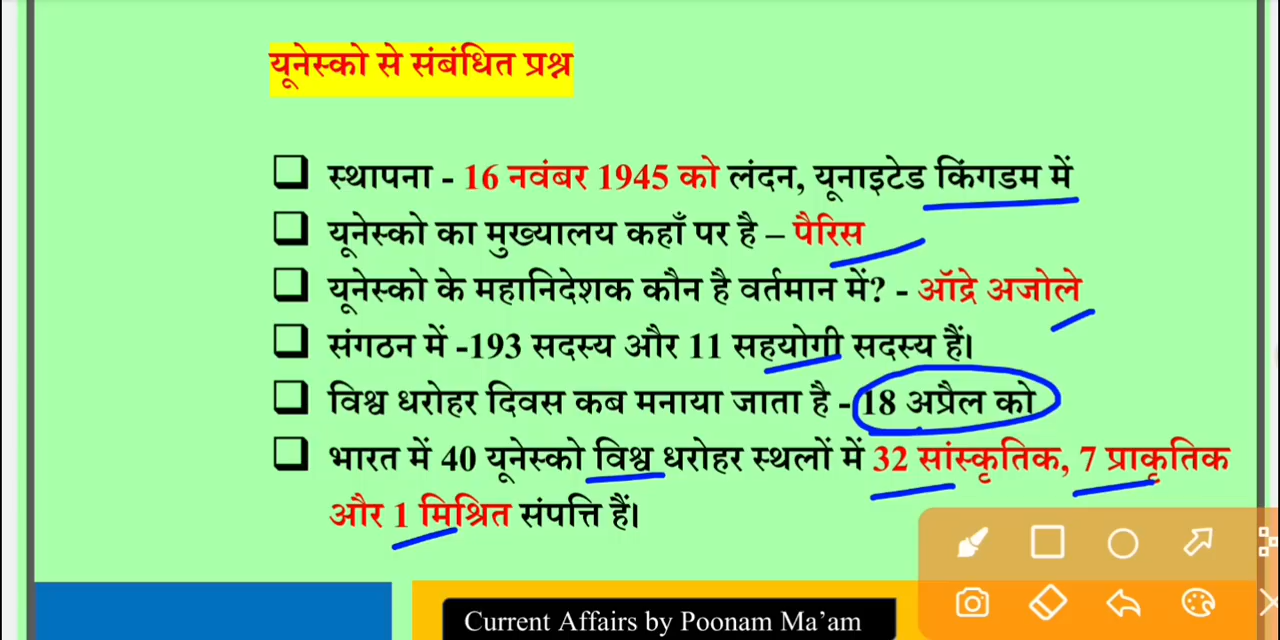 यूनेस्को से संबंधित प्रश्न
स्थापना - 16 नवंबर 1945 को लंदन, यूनाइटेड किंगडम में
यूनेस्को का मुख्यालय कहाँ पर है – पैरिस
यूनेस्को के महानिदेशक कौन है वर्तमान में? - ऑद्रे अजोले
संगठन में -193 सदस्य और 11 सहयोगी सदस्य हैं।
विश्व धरोहर दिवस कब मनाया जाता है - 18 अप्रैल को
भारत में 40 यूनेस्को विश्व धरोहर स्थलों में 32 सांस्कृतिक, 7 प्राकृतिक
और 1 मिश्रित संपत्ति हैं।
Current Affairs by Poonam Ma’am